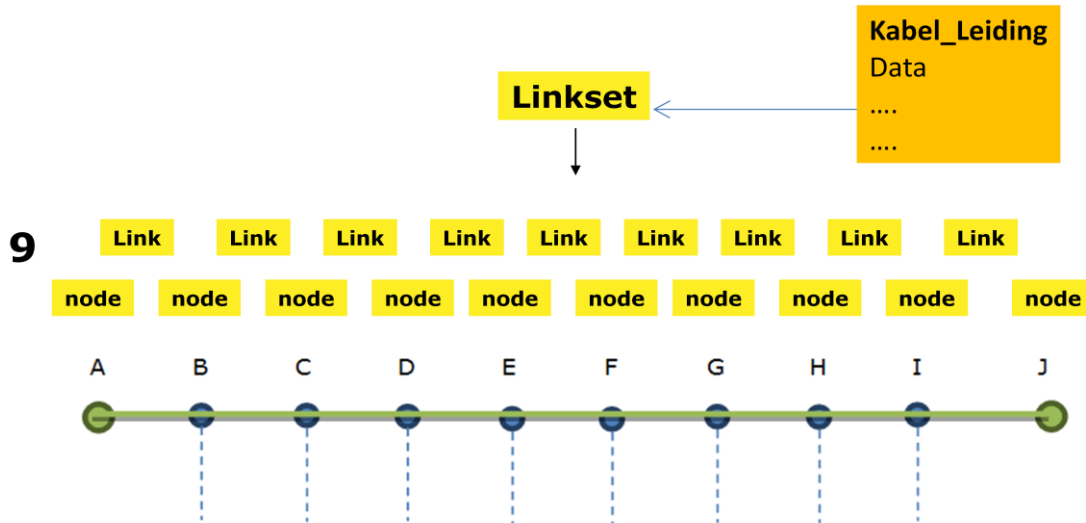 Kabel_Leiding
Data
....
....
Linkset
9
Link Link Link Link Link Link Link Link Link
node node node node node node node node node node
A B C D E F G H I J